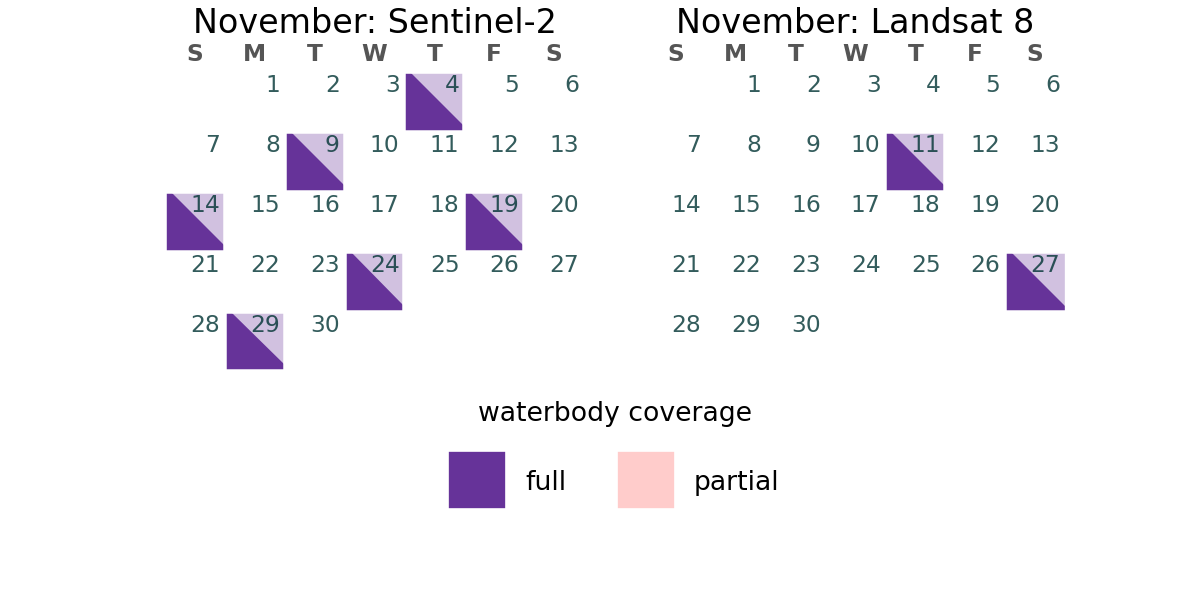 November: Sentinel-2
S M T W T F S
1 2 3 4 5 6
7 8 9 10 11 12 13
14 15 16 17 18 19 20
21 22 23 24 25 26 27
28 29 30
November: Landsat 8
S M T W T F S
1 2 3 4 5 6
7 8 9 10 11 12 13
14 15 16 17 18 19 20
21 22 23 24 25 26 27
28 29 30
waterbody coverage
full partial